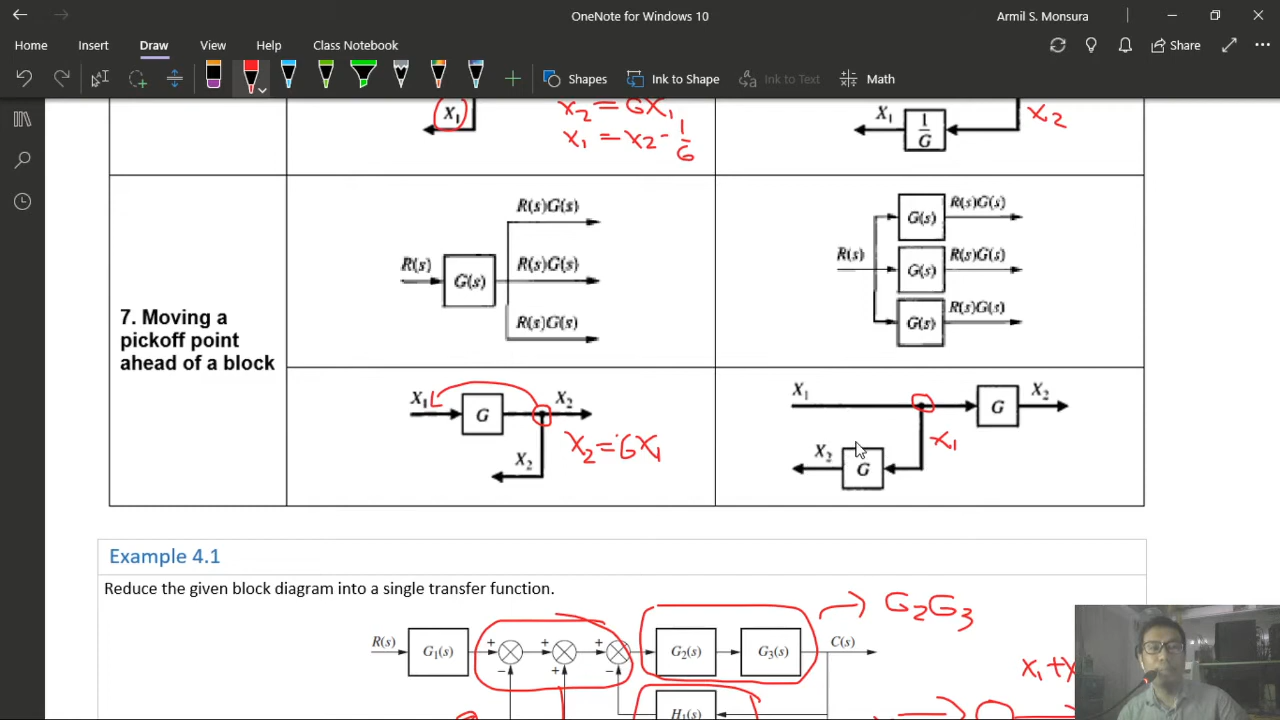 OneNote for Windows 10
Armil S. Monsura
Home Insert Draw View Help Class Notebook
Share
Shapes
Ink to Shape
Ink to Text
Math
X₁
x₂ = GX₁
x₁ = x₂ · 1/G
X₁
1/G
x₂
7. Moving a
pickoff point
ahead of a block
R(s)
G(s)
R(s)G(s)
R(s)G(s)
R(s)G(s)
R(s)
G(s)
R(s)G(s)
G(s)
R(s)G(s)
G(s)
R(s)G(s)
X₁
G
X₂
X₂
X₂ = GX₁
X₁
G
X₂
X₂
G
x₁
Example 4.1
Reduce the given block diagram into a single transfer function.
G₂G₃
R(s)
G₁(s)
+
−
+
+
+
−
G₂(s)
G₃(s)
C(s)
H₁(s)